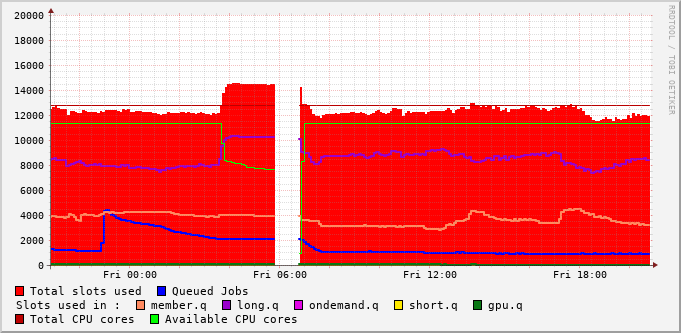 20000
18000
16000
14000
12000
10000
8000
6000
4000
2000
0
Fri 00:00 Fri 06:00 Fri 12:00 Fri 18:00
RRDTOOL / TOBI OETIKER
Total slots used Queued Jobs
Slots used in : member.q long.q ondemand.q short.q gpu.q
Total CPU cores Available CPU cores